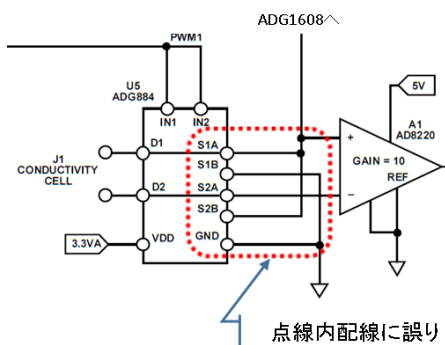 ADG1608へ
PWM1
U5
ADG884
IN1 IN2
5V
D1
S1A
S1B
J1
CONDUCTIVITY
CELL
D2
S2A
S2B
3.3VA
VDD
GND
A1
AD8220
+
GAIN = 10
REF
−
点線内配線に誤り